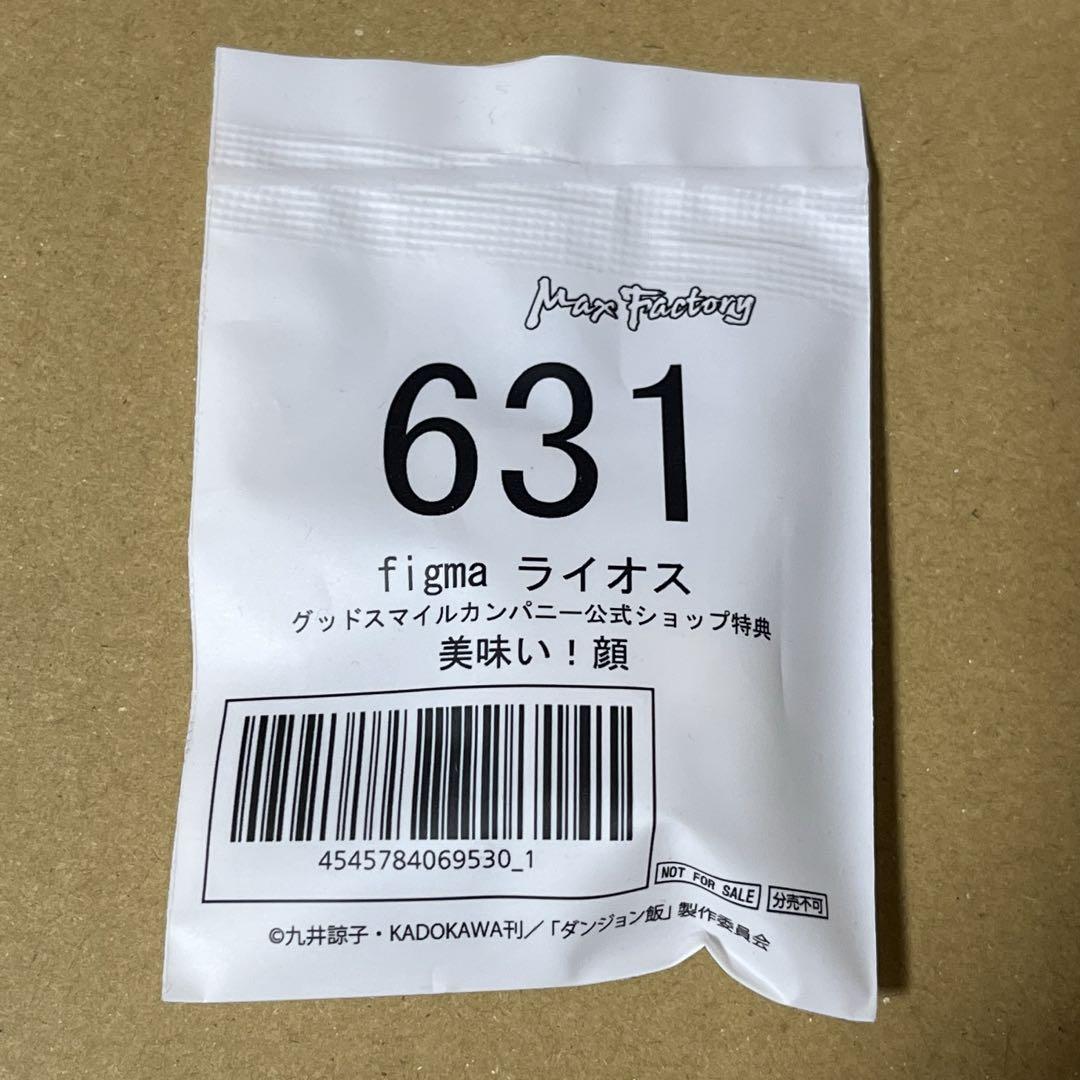 Max Factory
631
figma ライオス
グッドスマイルカンパニー公式ショップ特典
美味い！顔
4545784069530_1
NOT FOR SALE 分売不可
©九井諒子・KADOKAWA刊／「ダンジョン飯」製作委員会